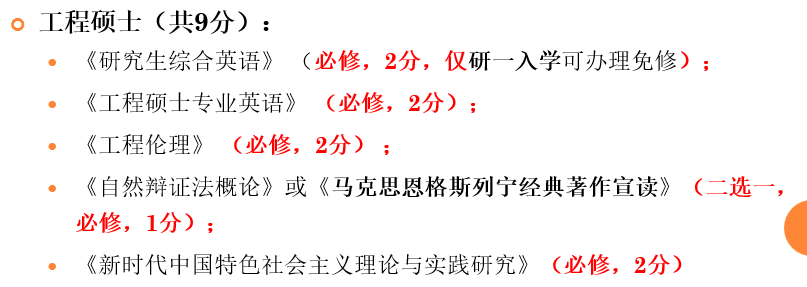 工程硕士（共9分）：
《研究生综合英语》（必修，2分，仅研一入学可办理免修）；
《工程硕士专业英语》（必修，2分）；
《工程伦理》（必修，2分）；
《自然辩证法概论》或《马克思恩格斯列宁经典著作宣读》（二选一，
必修，1分）；
《新时代中国特色社会主义理论与实践研究》（必修，2分）